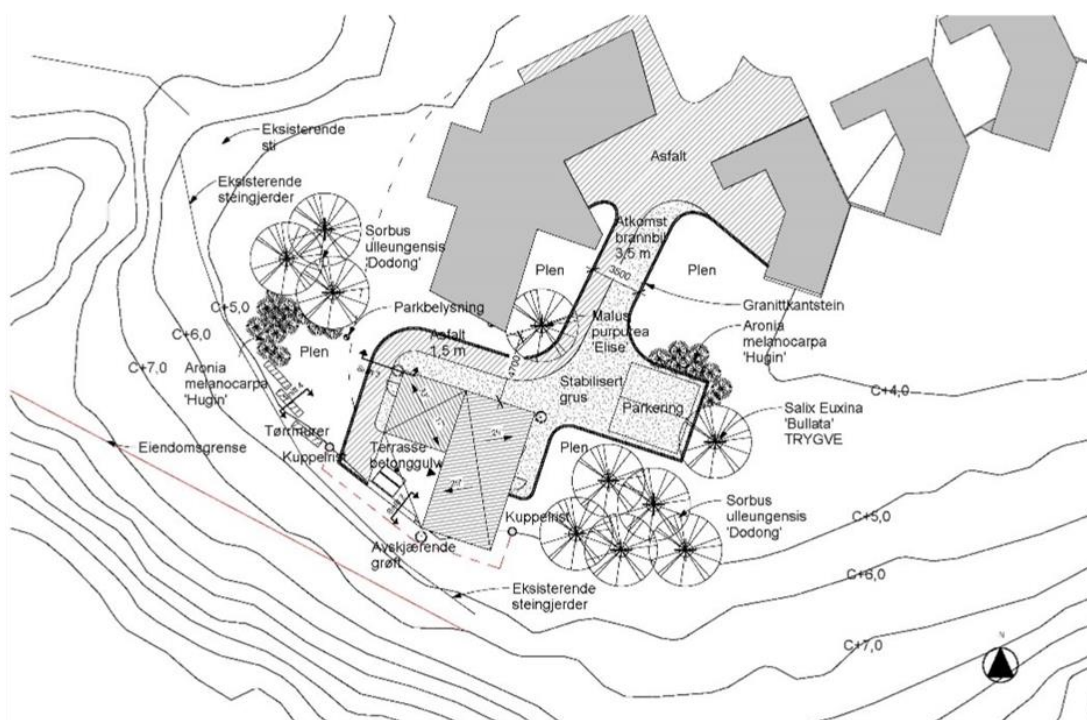 Eksisterende
sti
Eksisterende
steingjerder
Sorbus
ulleungensis
'Dodong'
Asfalt
Atkomst
brannbil
3,5 m
3500
Plen
Plen
Granittkantstein
C+5,0
C+6,0
C+7,0
Parkbelysning
Plen
Asfalt
1,5 m
Malus
purpurea
'Elise'
4700
Aronia
melanocarpa
'Hugin'
Aronia
melanocarpa
'Hugin'
Stabilisert
grus
Parkering
C+4,0
Salix Euxina
'Bullata'
TRYGVE
Tørrmurer
Eiendomsgrense
Kuppelrist
Terrasse
betonggulv
Plen
Sorbus
ulleungensis
'Dodong'
Kuppelrist
C+5,0
Avskjærende
grøft
C+6,0
Eksisterende
steingjerder
C+7,0
N